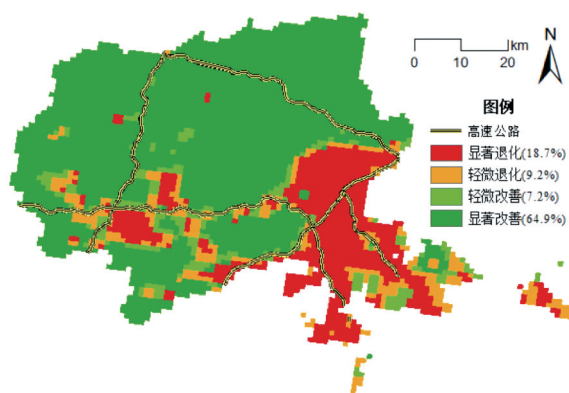 N
km
0 10 20
图例
高速公路
显著退化(18.7%)
轻微退化(9.2%)
轻微改善(7.2%)
显著改善(64.9%)